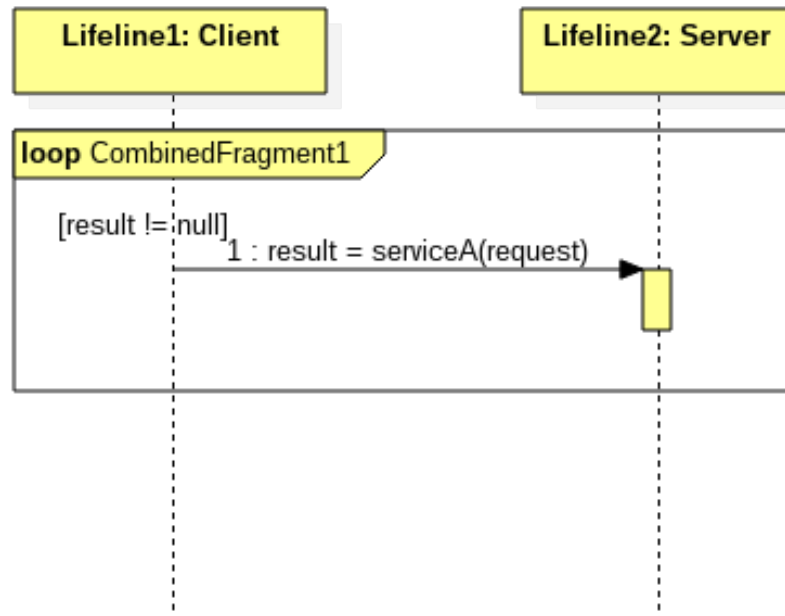 Lifeline1: Client
Lifeline2: Server
loop CombinedFragment1
[result != null]
1 : result = serviceA(request)